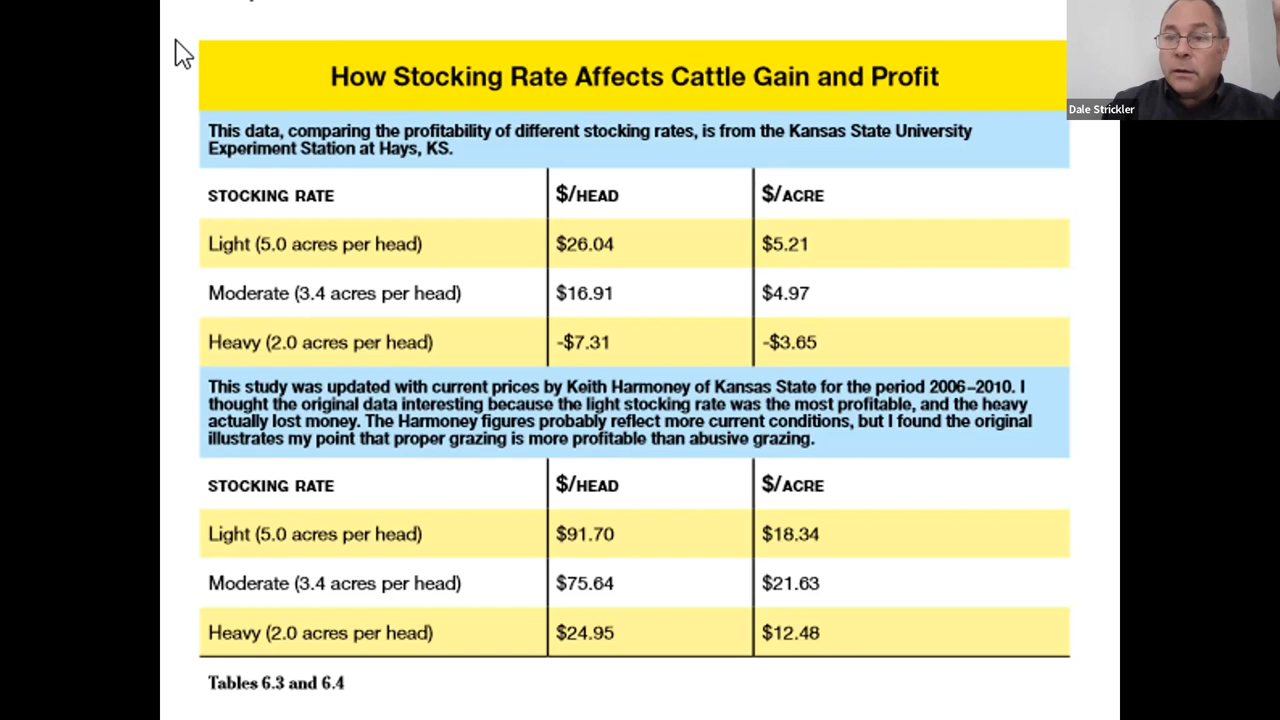 How Stocking Rate Affects Cattle Gain and Profit
Dale Strickler
This data, comparing the profitability of different stocking rates, is from the Kansas State University
Experiment Station at Hays, KS.
STOCKING RATE $/HEAD $/ACRE
Light (5.0 acres per head) $26.04 $5.21
Moderate (3.4 acres per head) $16.91 $4.97
Heavy (2.0 acres per head) -$7.31 -$3.65
This study was updated with current prices by Keith Harmoney of Kansas State for the period 2006–2010. I
thought the original data interesting because the light stocking rate was the most profitable, and the heavy
actually lost money. The Harmoney figures probably reflect more current conditions, but I found the original
illustrates my point that proper grazing is more profitable than abusive grazing.
STOCKING RATE $/HEAD $/ACRE
Light (5.0 acres per head) $91.70 $18.34
Moderate (3.4 acres per head) $75.64 $21.63
Heavy (2.0 acres per head) $24.95 $12.48
Tables 6.3 and 6.4